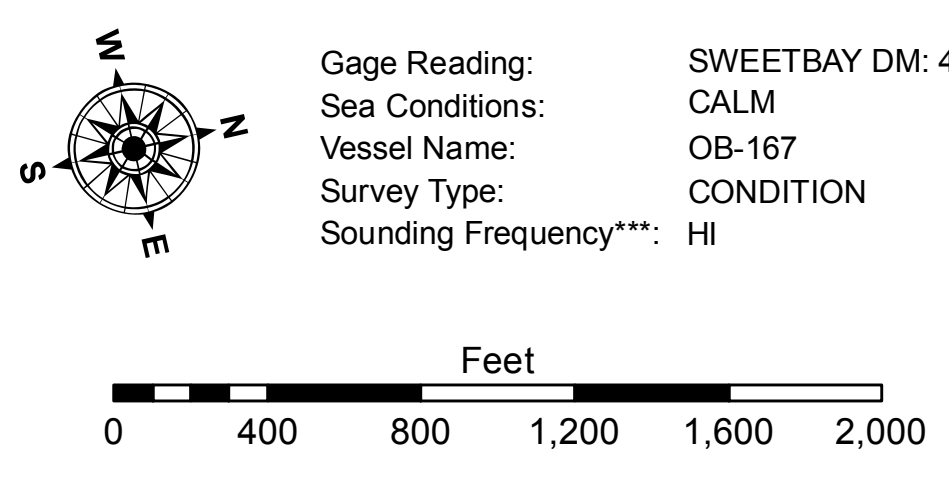 W
N
S
E
Gage Reading: SWEETBAY DM: 4
Sea Conditions: CALM
Vessel Name: OB-167
Survey Type: CONDITION
Sounding Frequency***: HI
Feet
0 400 800 1,200 1,600 2,000